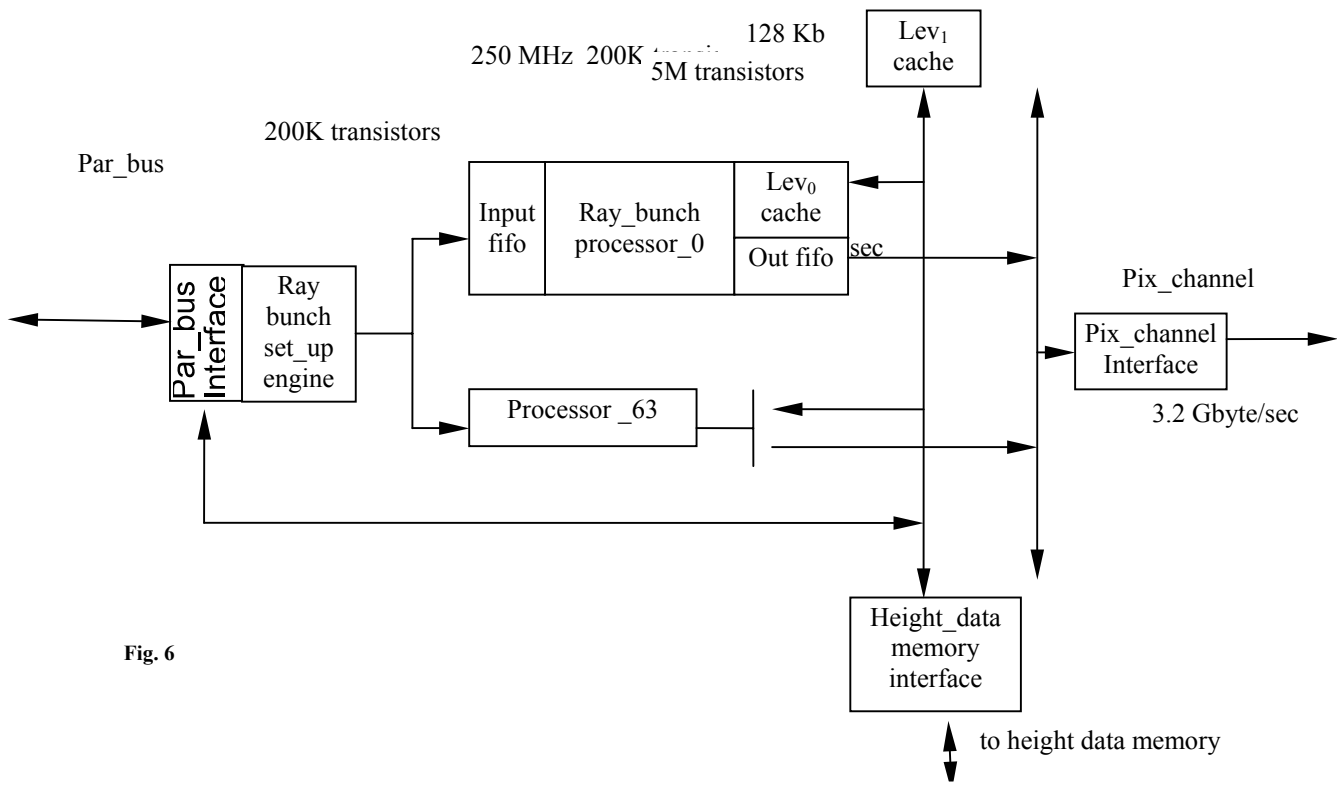 128 Kb
Lev₁
cache
250 MHz 200K
5M transistors
200K transistors
Par_bus
Input
fifo
Ray_bunch
processor_0
Lev₀
cache
Out fifo
sec
Par_bus
Interface
Ray
bunch
set_up
engine
Pix_channel
Pix_channel
Interface
3.2 Gbyte/sec
Processor _63
Height_data
memory
interface
Fig. 6
to height data memory